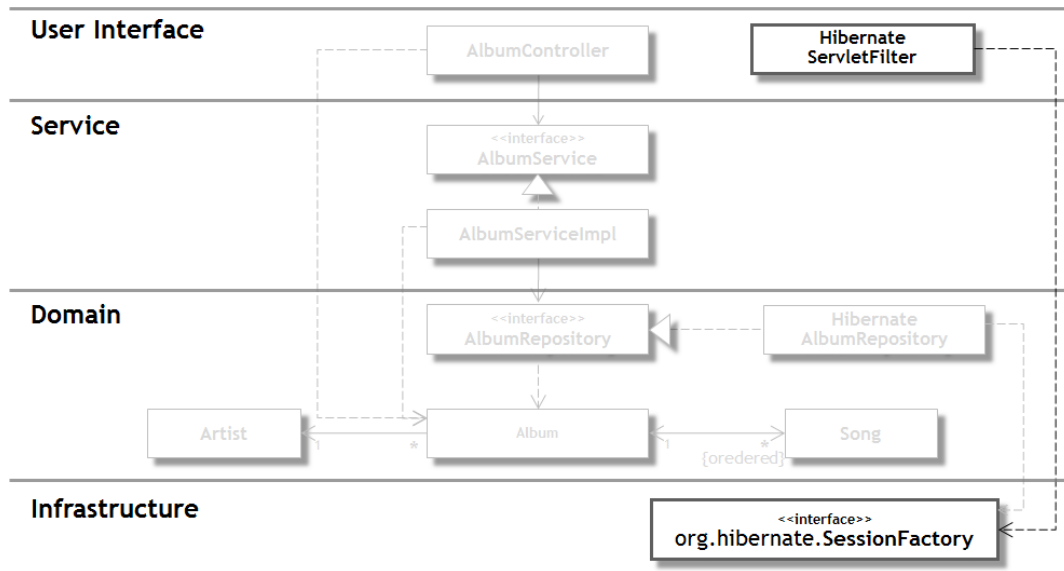 User Interface
AlbumController
Hibernate
ServletFilter
Service
<<interface>>
AlbumService
AlbumServiceImpl
Domain
<<interface>>
AlbumRepository
Hibernate
AlbumRepository
Artist
1
*
Album
1
*
{oredered}
Song
Infrastructure
<<interface>>
org.hibernate.SessionFactory